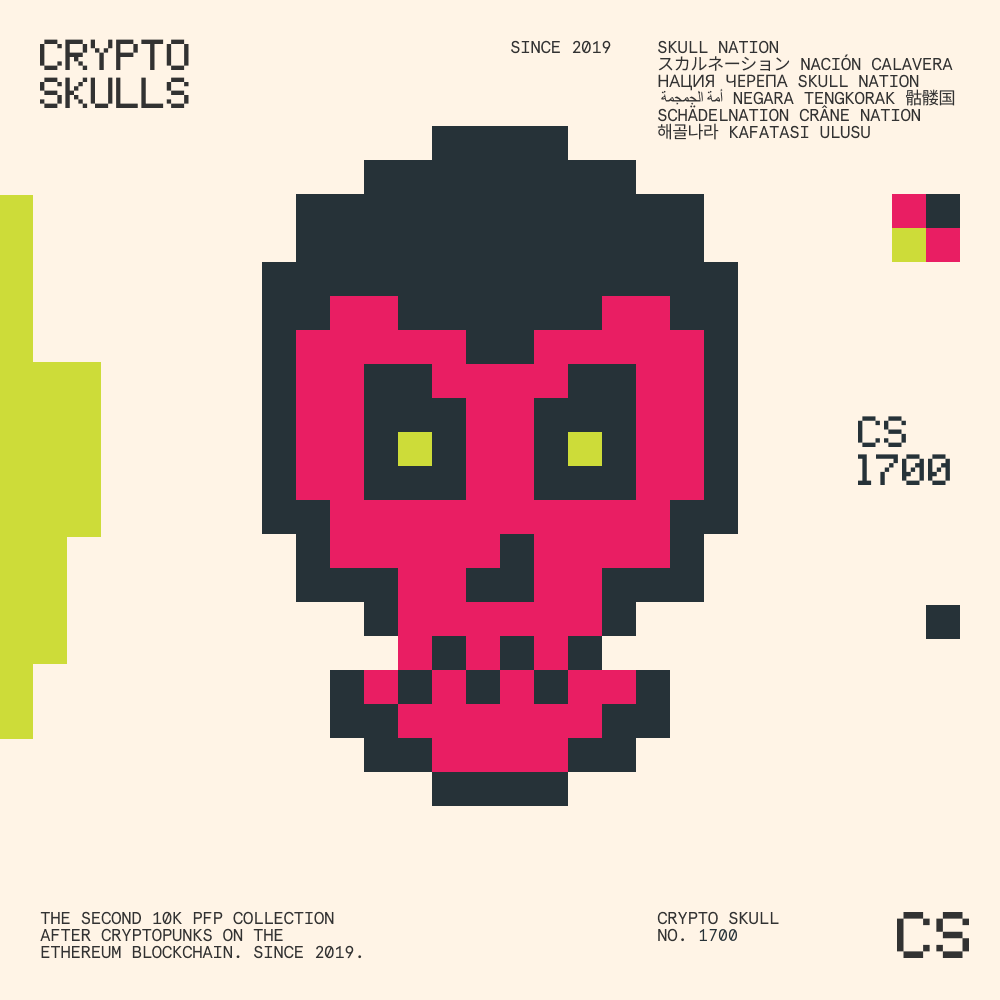 CRYPTO
SKULLS
SINCE 2019
SKULL NATION
スカルネーション NACIÓN CALAVERA
НАЦИЯ ЧЕРЕПА SKULL NATION
أمة الجمجمة NEGARA TENGKORAK 骷髅国
SCHÄDELNATION CRÂNE NATION
해골나라 KAFATASI ULUSU
CS
1700
THE SECOND 10K PFP COLLECTION
AFTER CRYPTOPUNKS ON THE
ETHEREUM BLOCKCHAIN. SINCE 2019.
CRYPTO SKULL
NO. 1700
CS